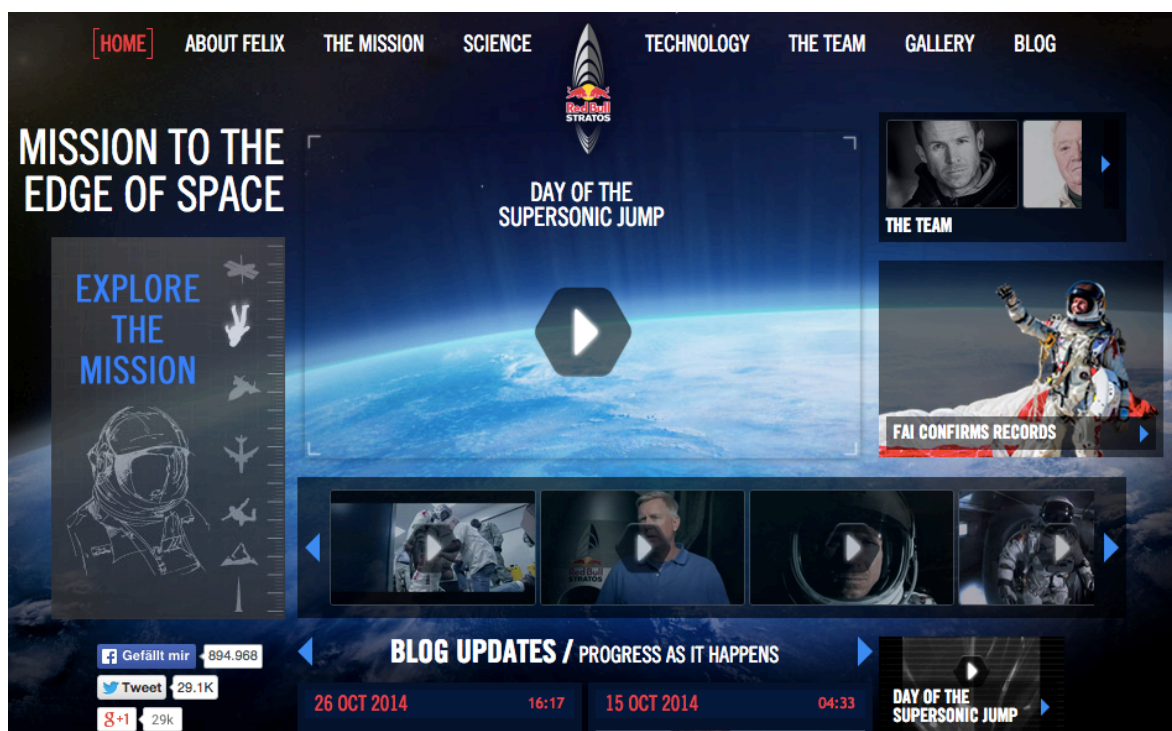 [HOME]
ABOUT FELIX
THE MISSION
SCIENCE
Red Bull
STRATOS
TECHNOLOGY
THE TEAM
GALLERY
BLOG
MISSION TO THE
EDGE OF SPACE
EXPLORE
THE
MISSION
DAY OF THE
SUPERSONIC JUMP
THE TEAM
FAI CONFIRMS RECORDS
Red Bull
STRATOS
Gefällt mir 894.968
Tweet 29.1K
g+1 29k
BLOG UPDATES / PROGRESS AS IT HAPPENS
26 OCT 2014 16:17
15 OCT 2014 04:33
DAY OF THE
SUPERSONIC JUMP